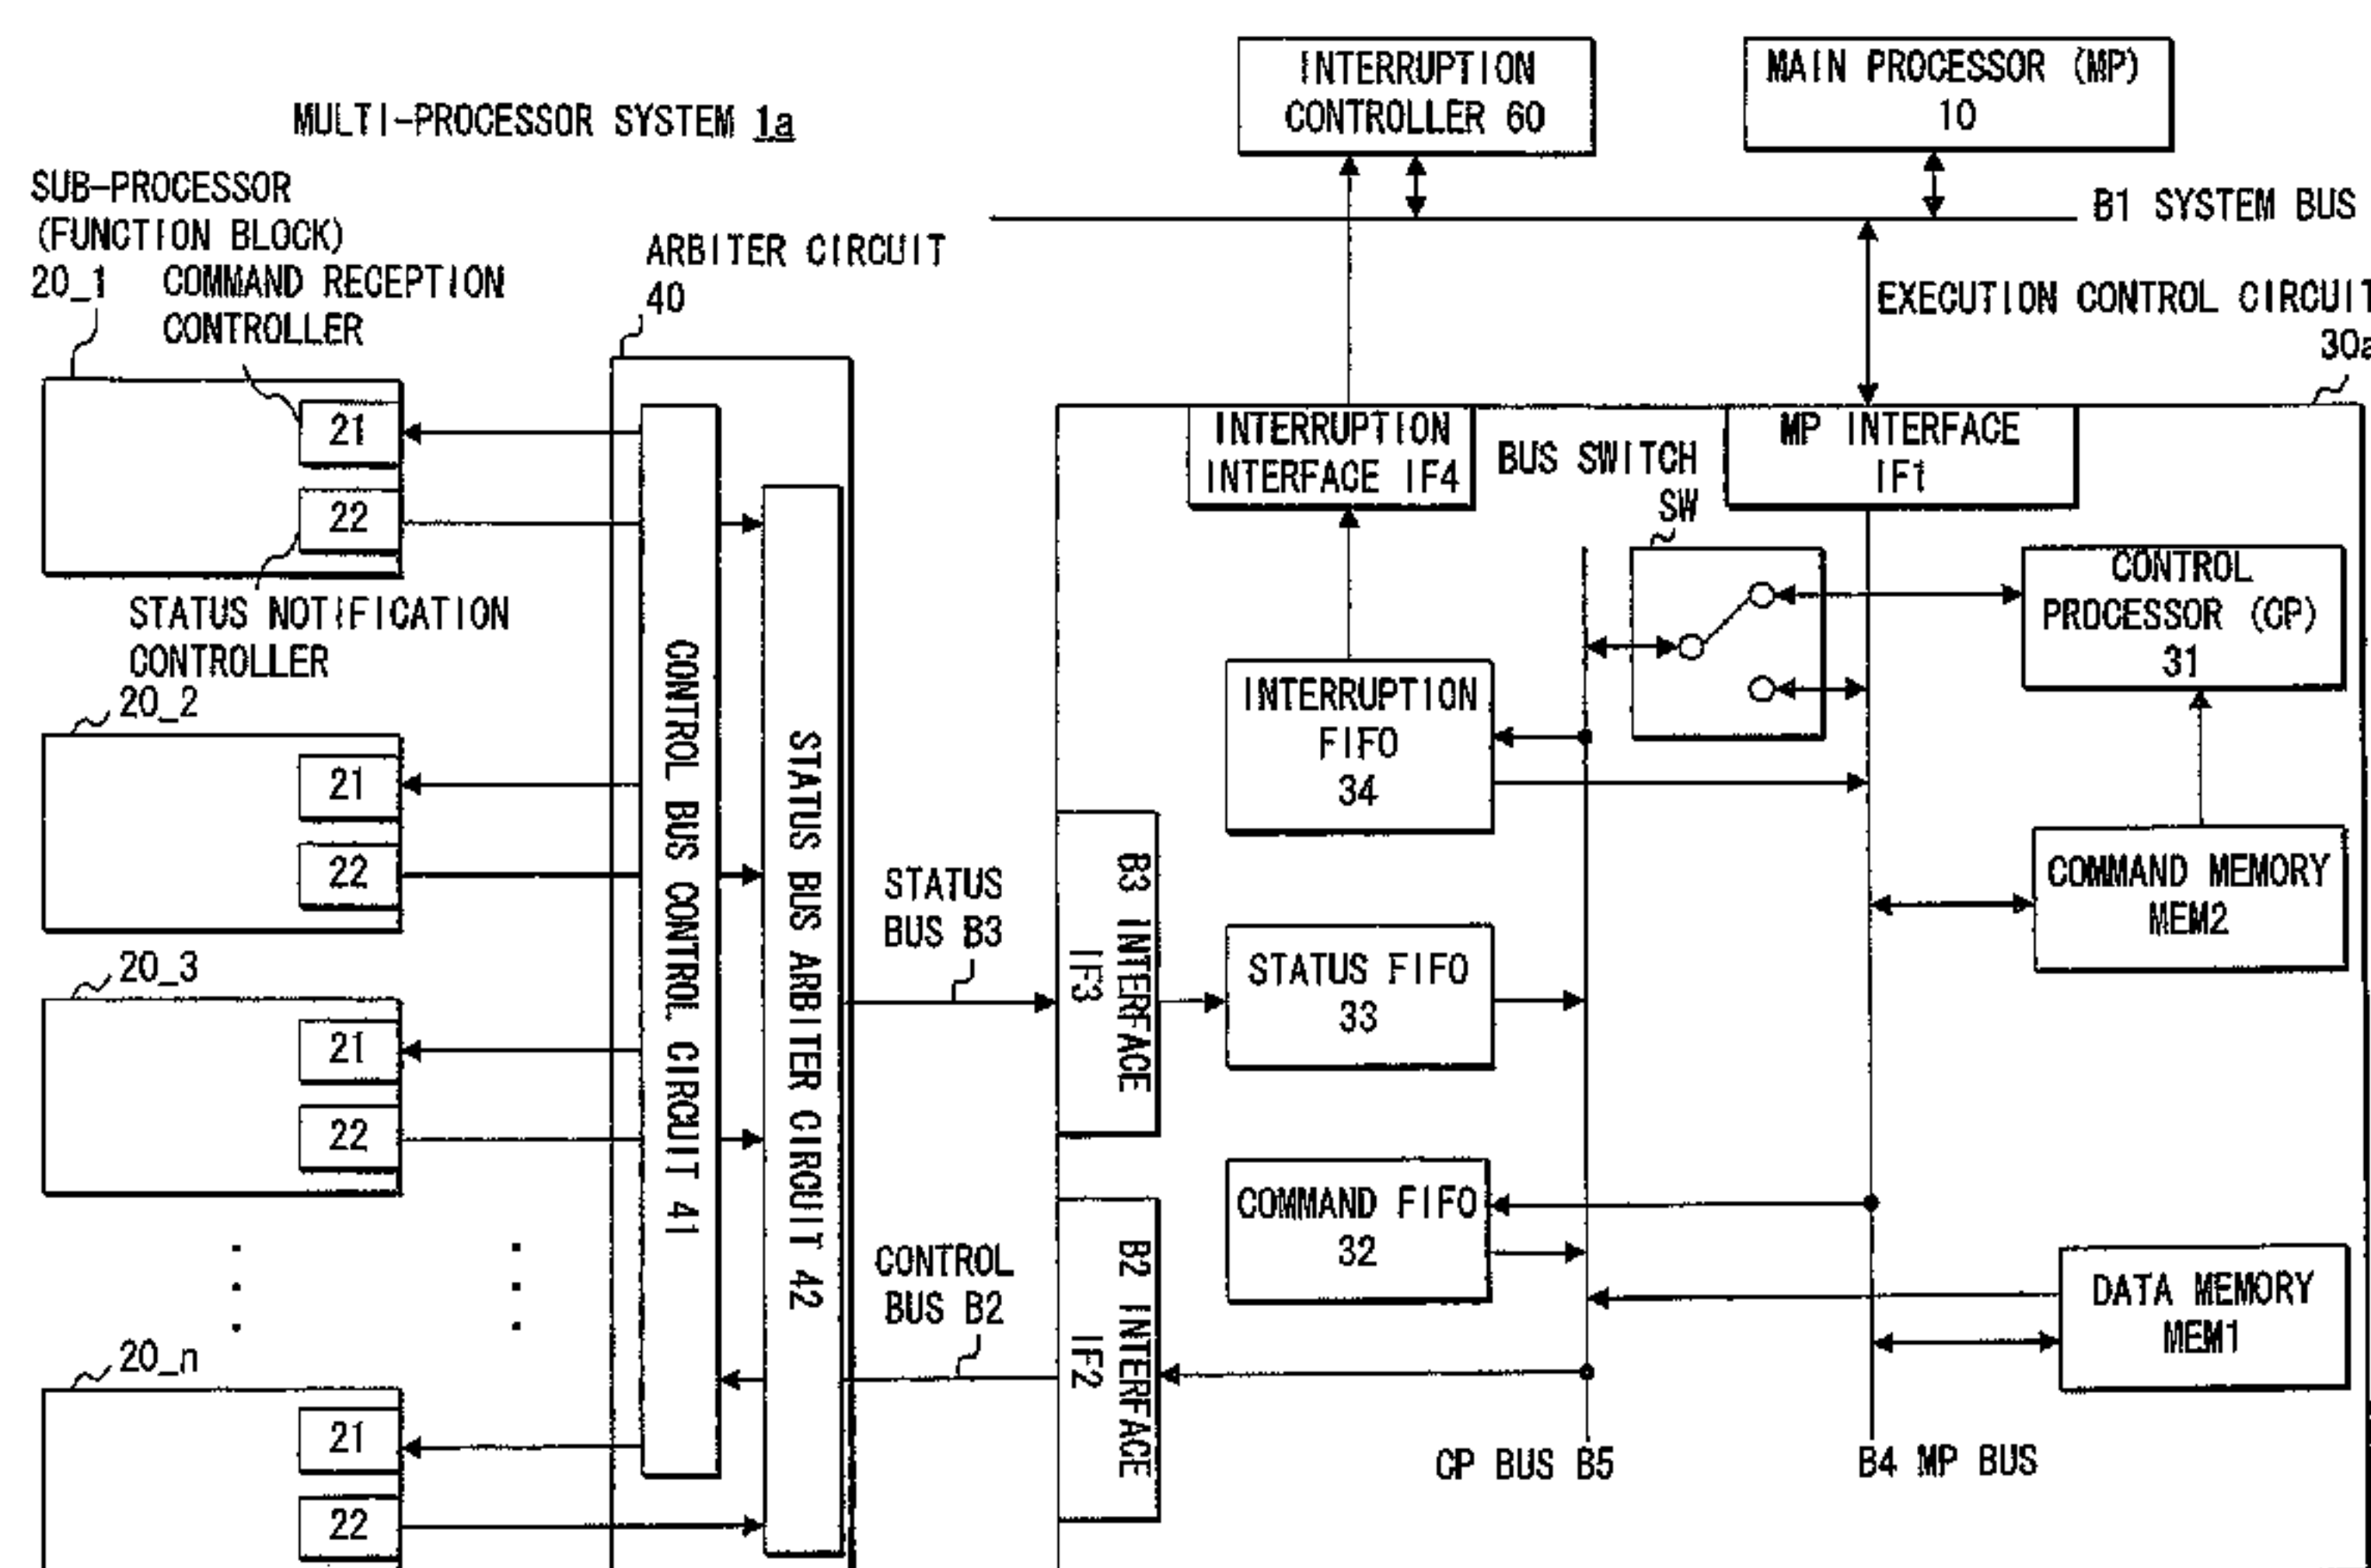 INTERRUPTION
CONTROLLER 60
MAIN PROCESSOR (MP)
10
MULTI-PROCESSOR SYSTEM 1a
B1 SYSTEM BUS
SUB-PROCESSOR
(FUNCTION BLOCK)
20_1
COMMAND RECEPTION
CONTROLLER
ARBITER CIRCUIT
40
EXECUTION CONTROL CIRCUIT
30a
21
22
STATUS NOTIFICATION
CONTROLLER
20_2
21
22
20_3
21
22
20_n
21
22
CONTROL BUS CONTROL CIRCUIT 41
STATUS BUS ARBITER CIRCUIT 42
STATUS
BUS B3
CONTROL
BUS B2
B3 INTERFACE
IF3
B2 INTERFACE
IF2
INTERRUPTION
INTERFACE IF4
BUS SWITCH
SW
MP INTERFACE
IF1
CONTROL
PROCESSOR (CP)
31
INTERRUPTION
FIFO
34
COMMAND MEMORY
MEM2
STATUS FIFO
33
COMMAND FIFO
32
DATA MEMORY
MEM1
CP BUS B5
B4 MP BUS